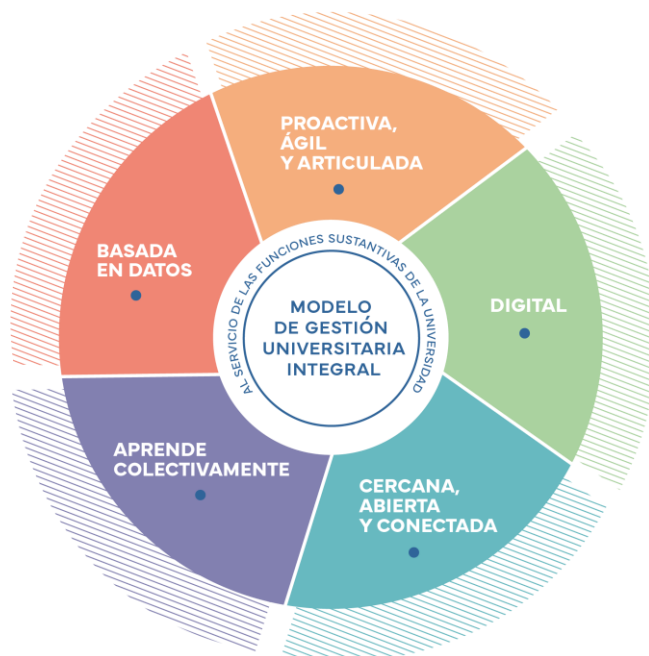 PROACTIVA,
ÁGIL
Y ARTICULADA
BASADA
EN DATOS
DIGITAL
AL SERVICIO DE LAS FUNCIONES SUSTANTIVAS DE LA UNIVERSIDAD
MODELO
DE GESTIÓN
UNIVERSITARIA
INTEGRAL
APRENDE
COLECTIVAMENTE
CERCANA,
ABIERTA
Y CONECTADA